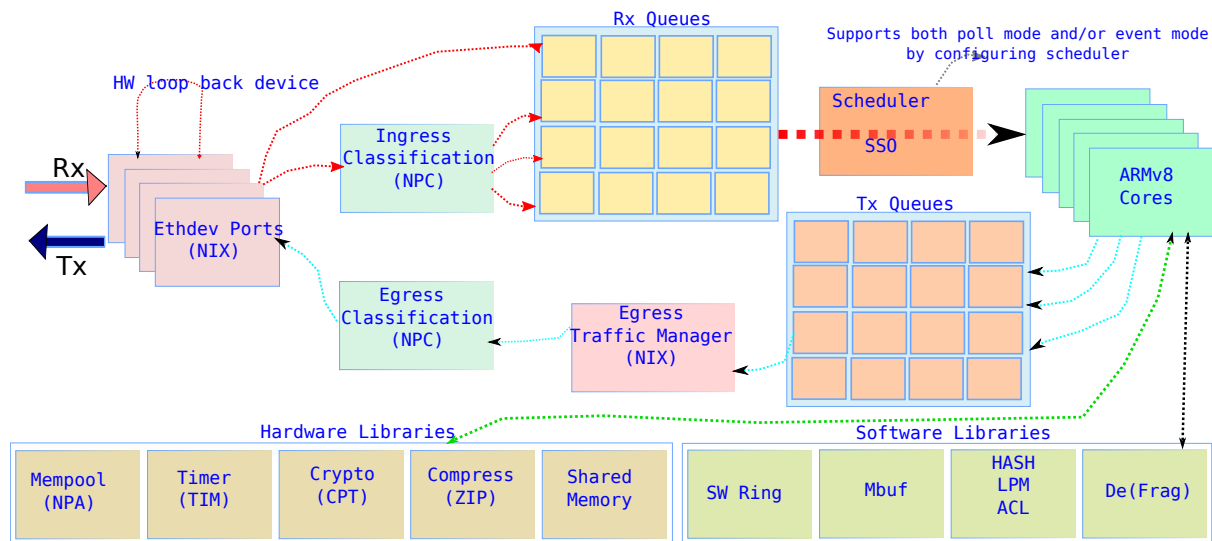 Rx Queues
Supports both poll mode and/or event mode
by configuring scheduler
HW loop back device
Scheduler
SSO
Ingress
Classification
(NPC)
Rx
ARMv8
Cores
Tx Queues
Ethdev Ports
(NIX)
Tx
Egress
Classification
(NPC)
Egress
Traffic Manager
(NIX)
Hardware Libraries
Mempool
(NPA)
Timer
(TIM)
Crypto
(CPT)
Compress
(ZIP)
Shared
Memory
Software Libraries
SW Ring
Mbuf
HASH
LPM
ACL
De(Frag)